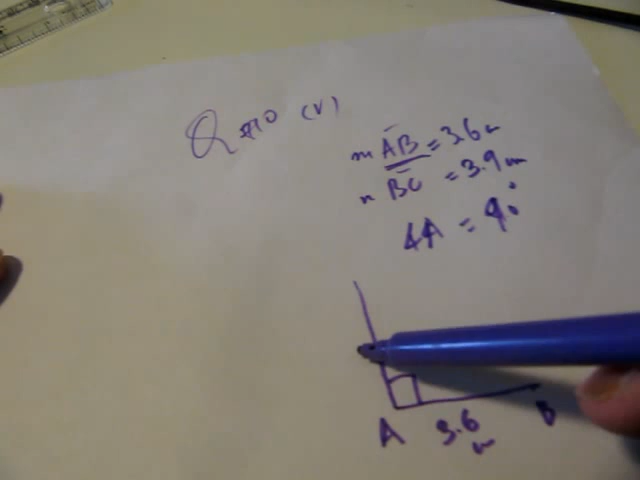 (v)
m AB = 3.6 m
BC = 3.9 m
A = 90°
A 3.6 B